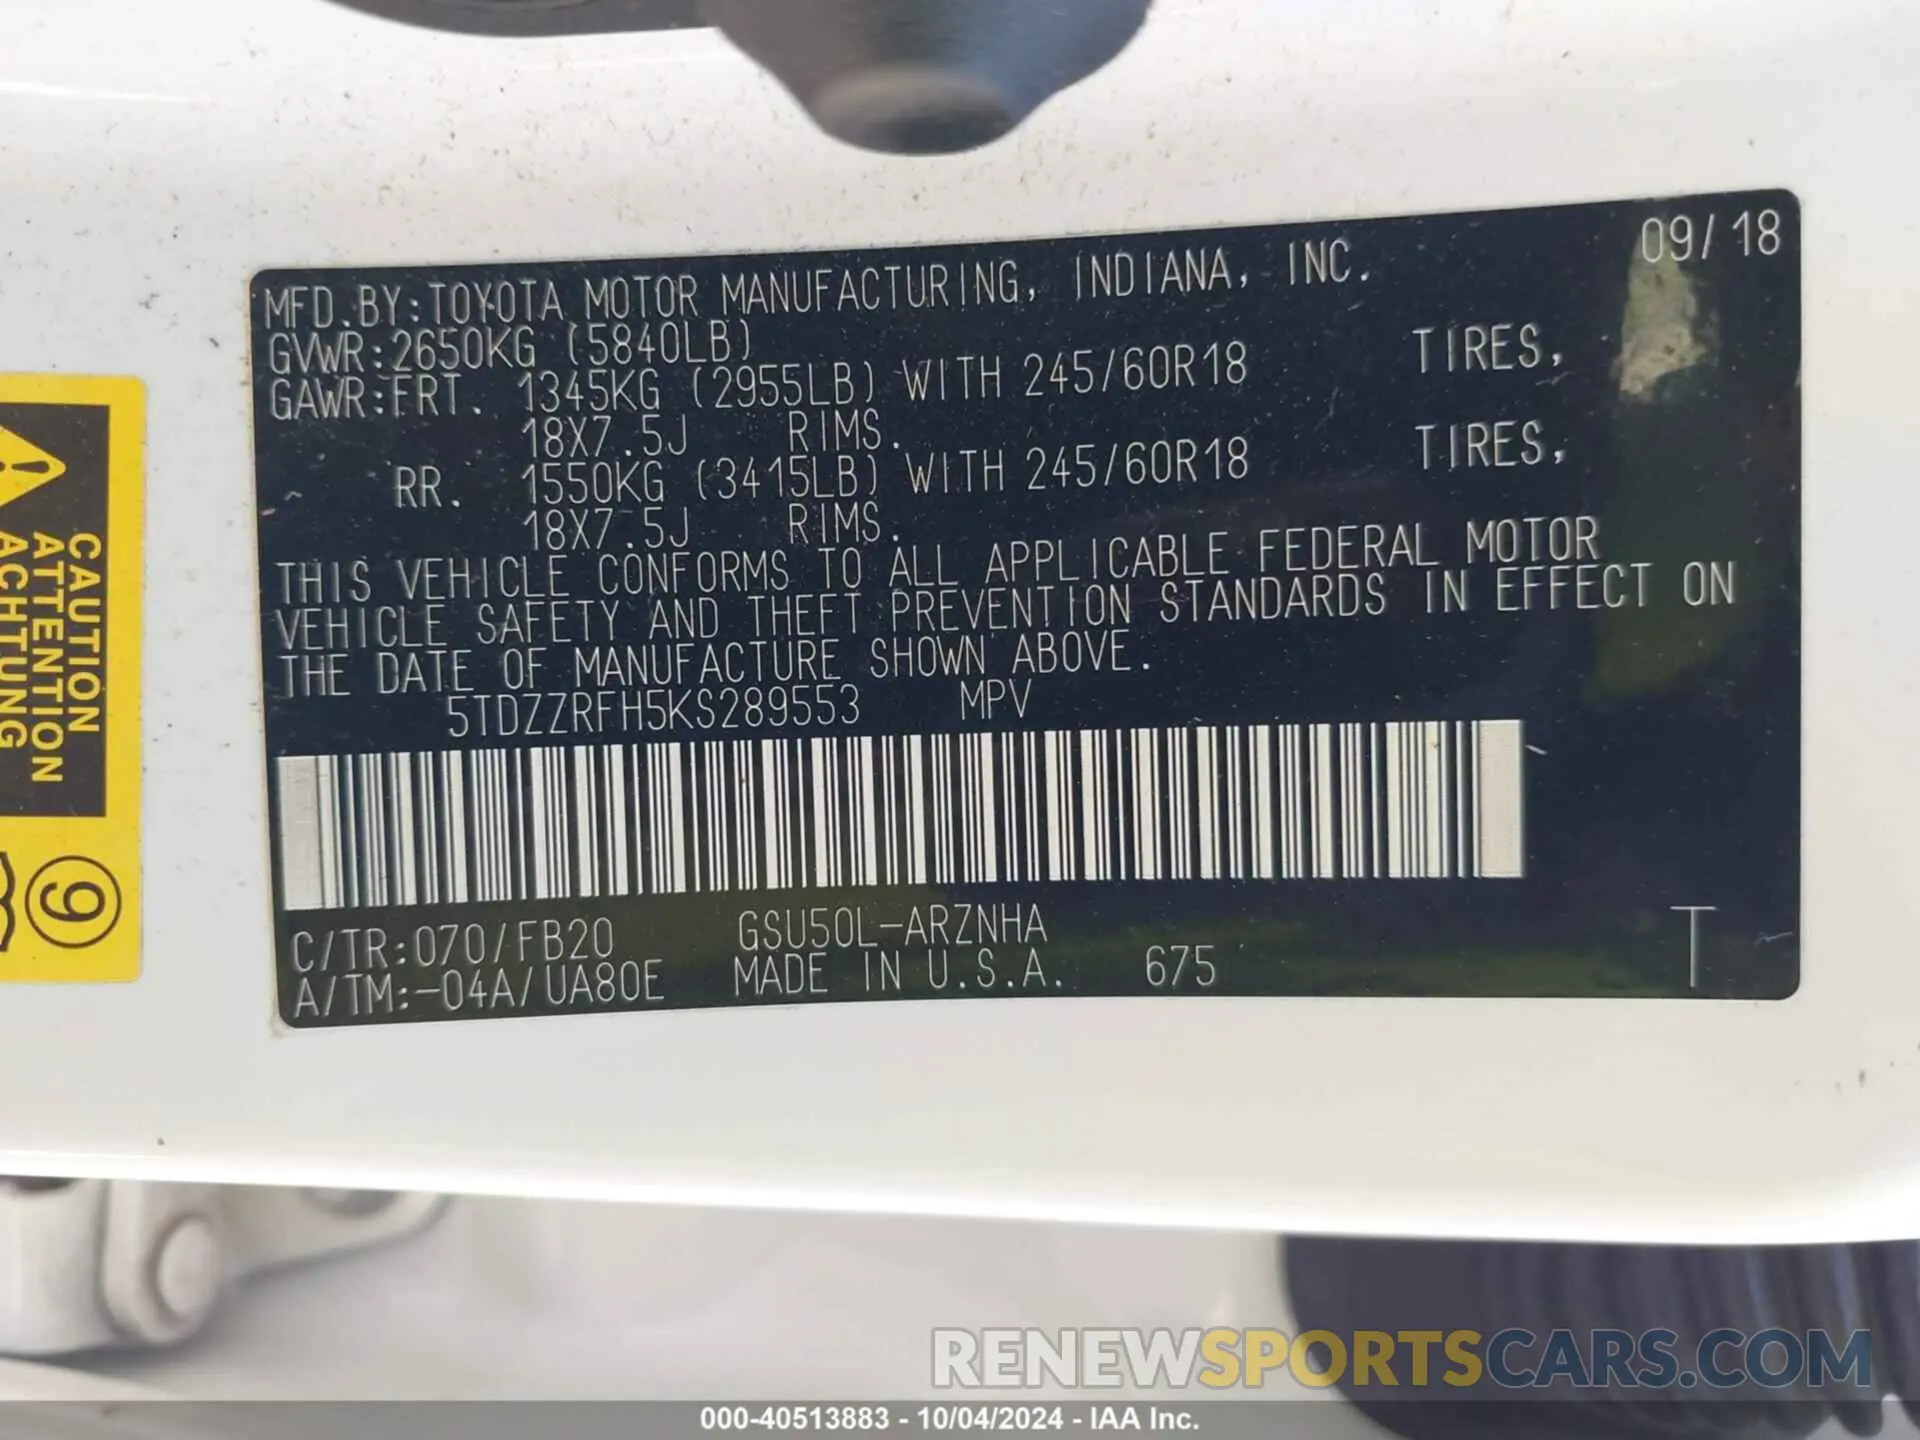 09/18
MFD.BY:TOYOTA MOTOR MANUFACTURING, INDIANA, INC.
GVWR:2650KG (5840LB)
GAWR:FRT. 1345KG (2955LB) WITH 245/60R18 TIRES,
18X7.5J RIMS.
RR. 1550KG (3415LB) WITH 245/60R18 TIRES,
18X7.5J RIMS.
THIS VEHICLE CONFORMS TO ALL APPLICABLE FEDERAL MOTOR
VEHICLE SAFETY AND THEFT PREVENTION STANDARDS IN EFFECT ON
THE DATE OF MANUFACTURE SHOWN ABOVE.
5TDZZRFH5KS289553 MPV
C/TR:070/FB20 GSU50L-ARZNHA
A/TM:-04A/UA80E MADE IN U.S.A. 675 T
CAUTION
ATTENTION
ACHTUNG
9
RENEWSPORTSCARS.COM
000-40513883 - 10/04/2024 - IAA Inc.